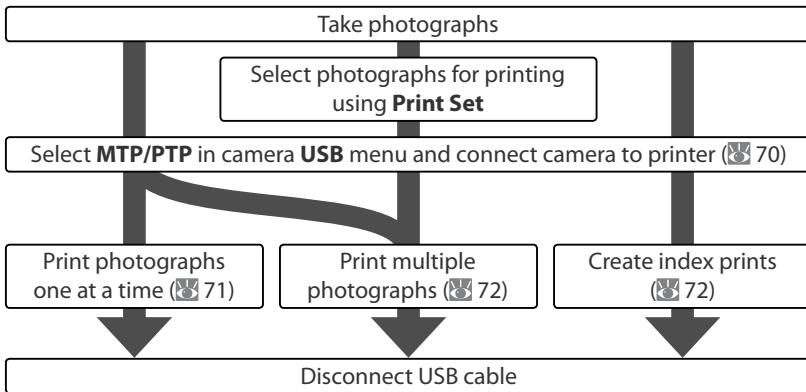 Take photographs
Select photographs for printing
using Print Set
Select MTP/PTP in camera USB menu and connect camera to printer (70)
Print photographs
one at a time (71)
Print multiple
photographs (72)
Create index prints
(72)
Disconnect USB cable